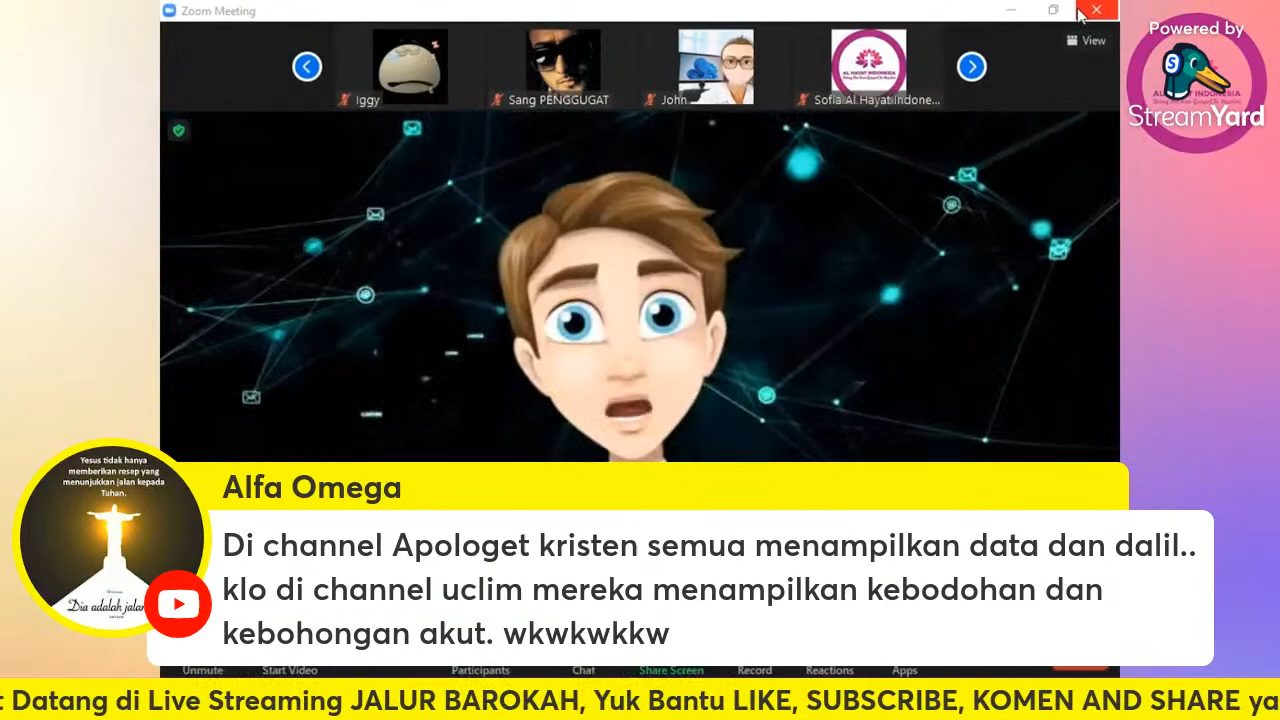 Zoom Meeting
View
Powered by
StreamYard
Iggy
Sang PENGGUGAT
John
Sofia Al Hayat Indone...
AL HAYAT INDONESIA
Yesus tidak hanya
memberikan resep yang
menunjukkan jalan kepada
Tuhan.
Dia adalah jalan
Alfa Omega
Di channel Apologet kristen semua menampilkan data dan dalil..
klo di channel uclim mereka menampilkan kebodohan dan
kebohongan akut. wkwkwkkw
Unmute
Start Video
Participants
Chat
Share Screen
Record
Reactions
Apps
t Datang di Live Streaming JALUR BAROKAH, Yuk Bantu LIKE, SUBSCRIBE, KOMEN AND SHARE ya